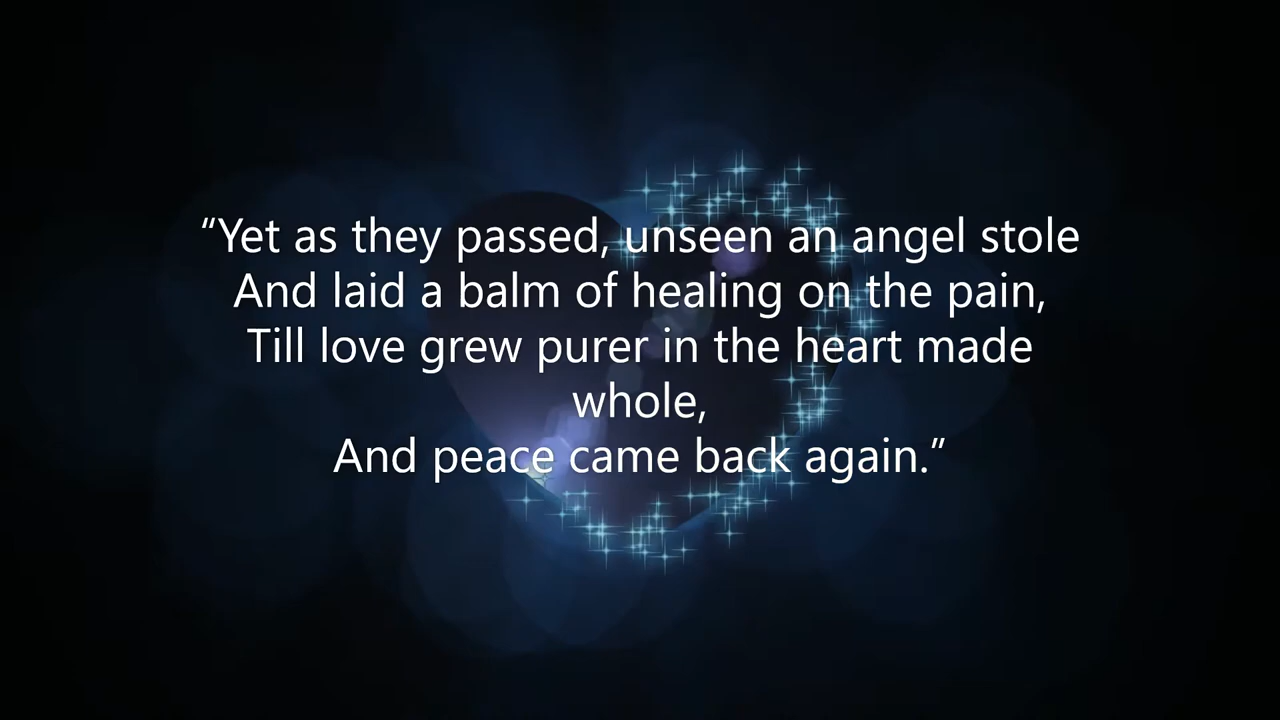 “Yet as they passed, unseen an angel stole
And laid a balm of healing on the pain,
Till love grew purer in the heart made
whole,
And peace came back again.”